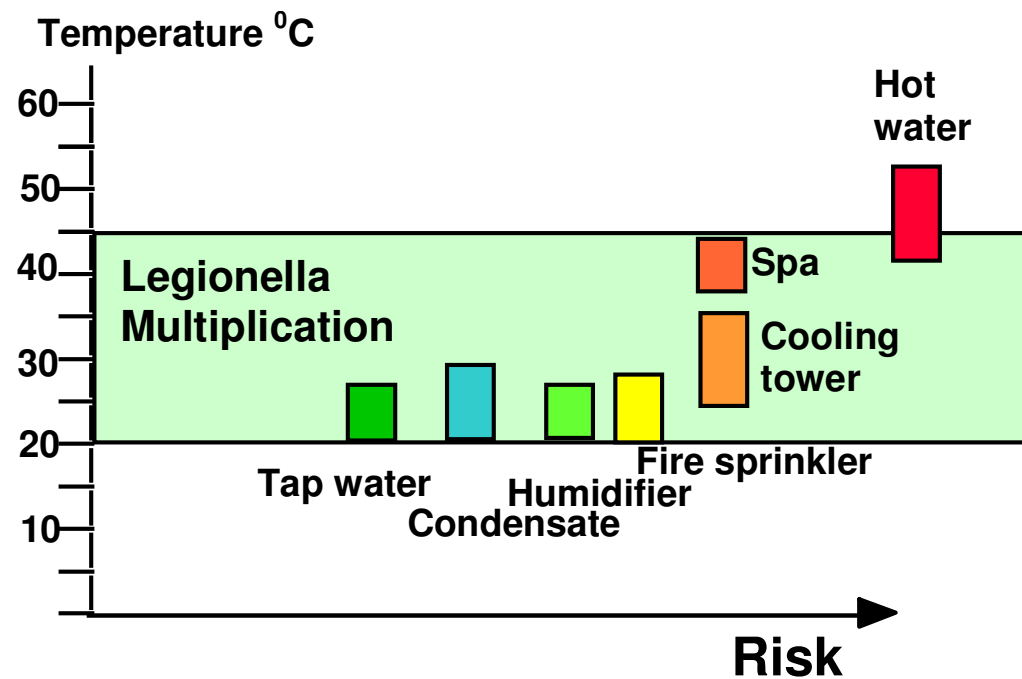 Temperature ⁰C
Hot
water
60
50
40
30
20
10
Legionella
Multiplication
Spa
Cooling
tower
Fire sprinkler
Tap water
Humidifier
Condensate
Risk